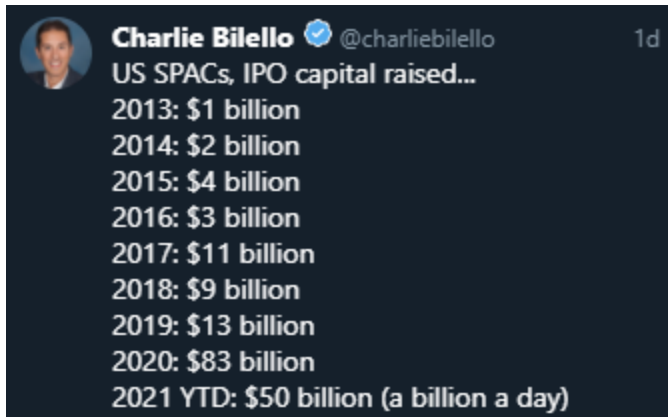 Charlie Bilello @charliebilello 1d
US SPACs, IPO capital raised...
2013: $1 billion
2014: $2 billion
2015: $4 billion
2016: $3 billion
2017: $11 billion
2018: $9 billion
2019: $13 billion
2020: $83 billion
2021 YTD: $50 billion (a billion a day)